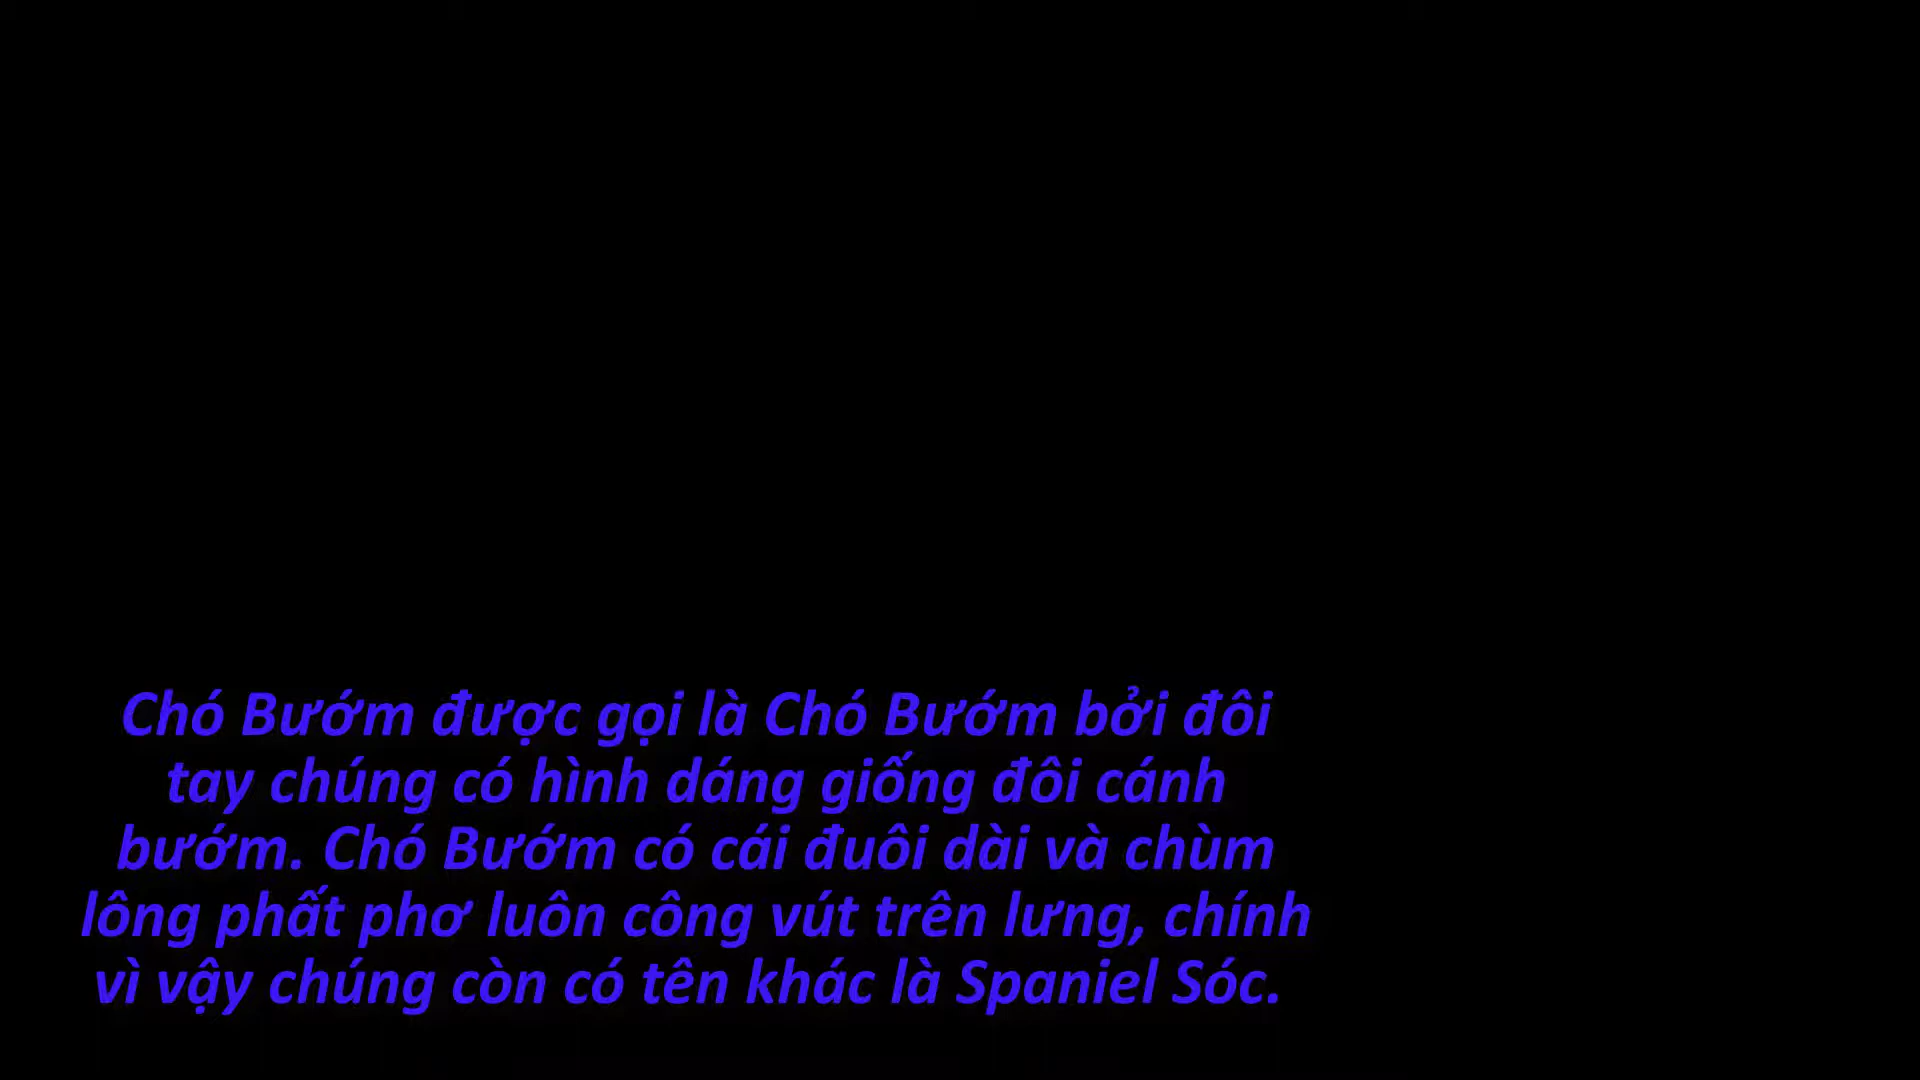 Chó Bướm được gọi là Chó Bướm bởi đôi
tay chúng có hình dáng giống đôi cánh
bướm. Chó Bướm có cái đuôi dài và chùm
lông phất phơ luôn công vút trên lưng, chính
vì vậy chúng còn có tên khác là Spaniel Sóc.